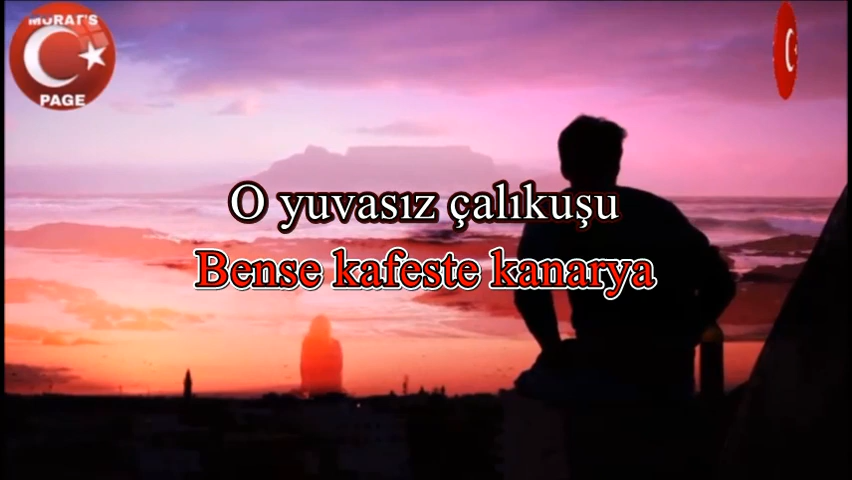 MURAT'S
PAGE
O yuvasız çalıkuşu
Bense kafeste kanarya